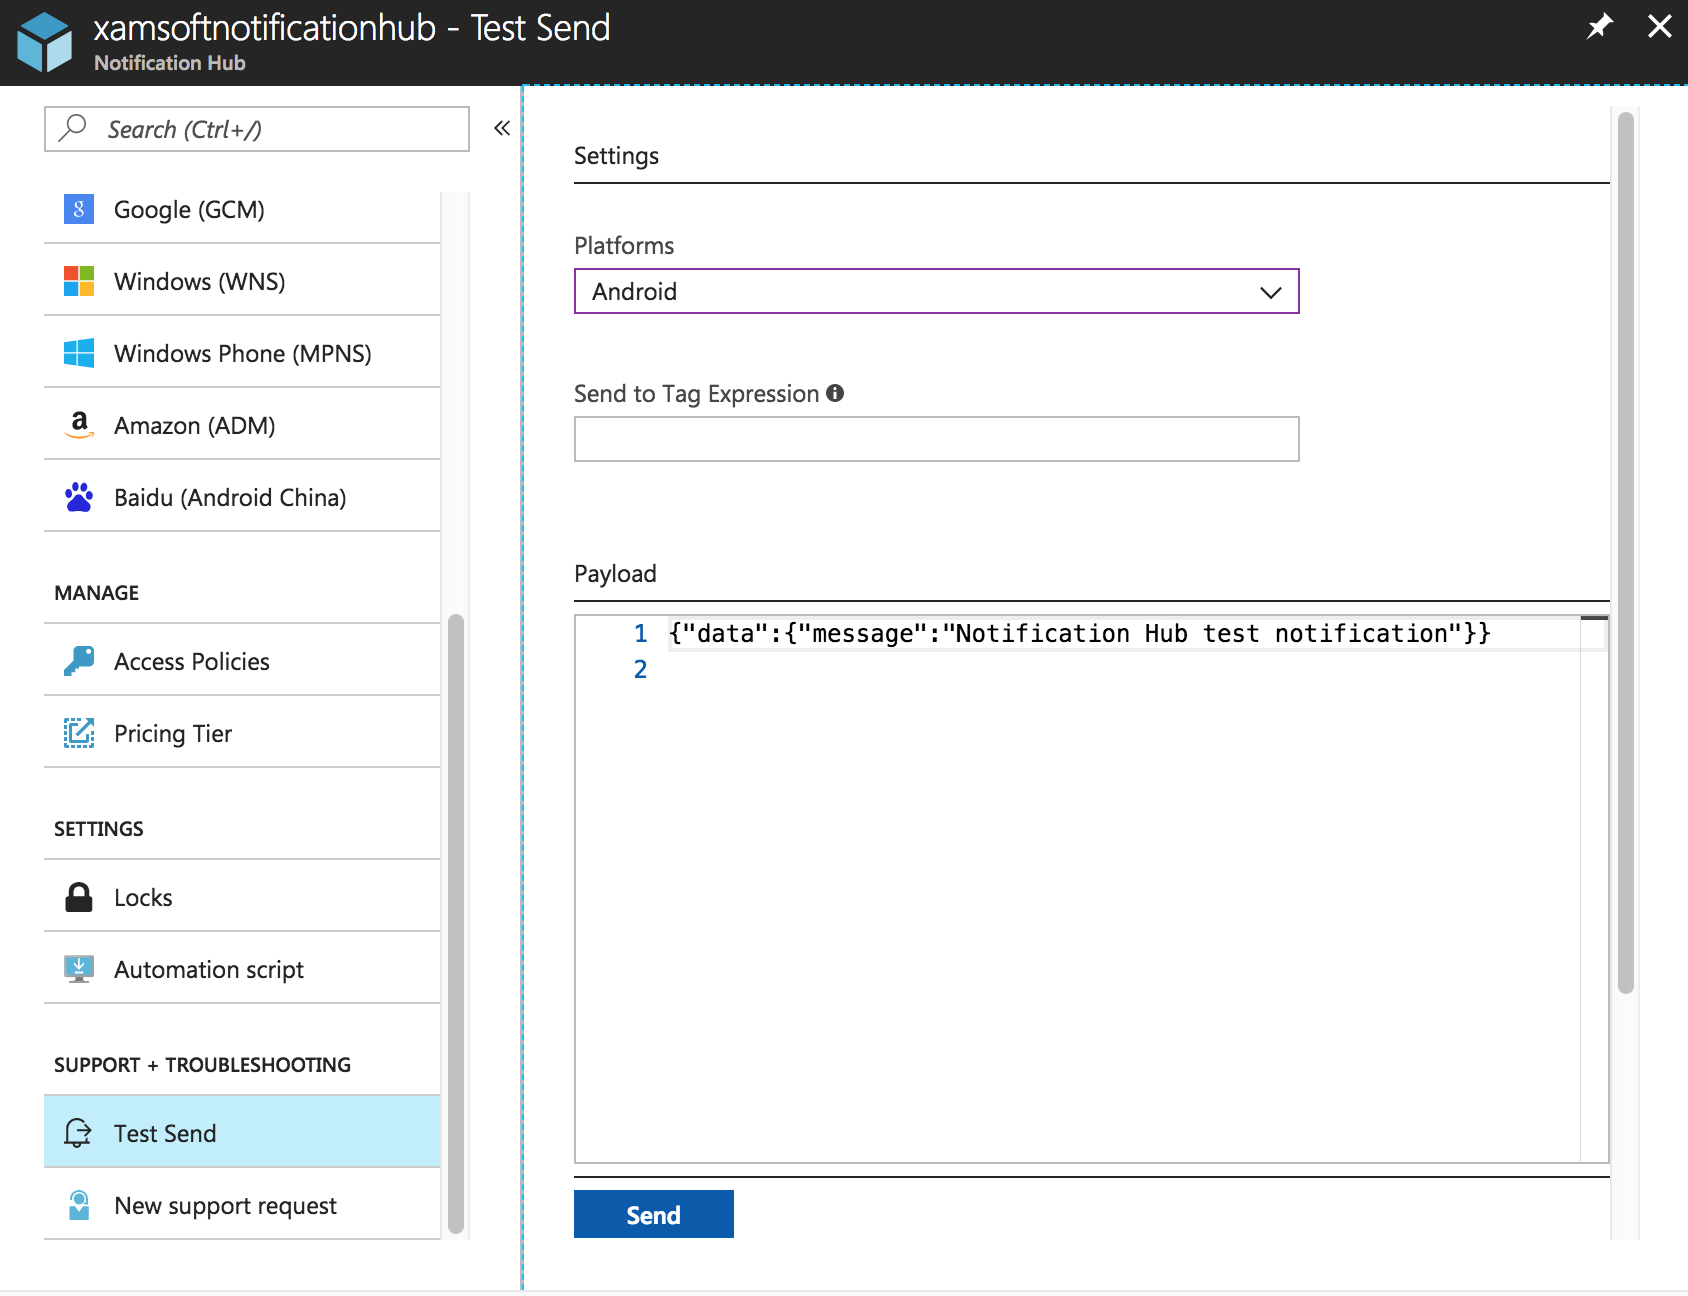 xamsoftnotificationhub - Test Send
Notification Hub
Search (Ctrl+/)
«
Google (GCM)
Windows (WNS)
Windows Phone (MPNS)
Amazon (ADM)
Baidu (Android China)
MANAGE
Access Policies
Pricing Tier
SETTINGS
Locks
Automation script
SUPPORT + TROUBLESHOOTING
Test Send
New support request
Settings
Platforms
Android
Send to Tag Expression
Payload
1 {"data":{"message":"Notification Hub test notification"}}
2
Send